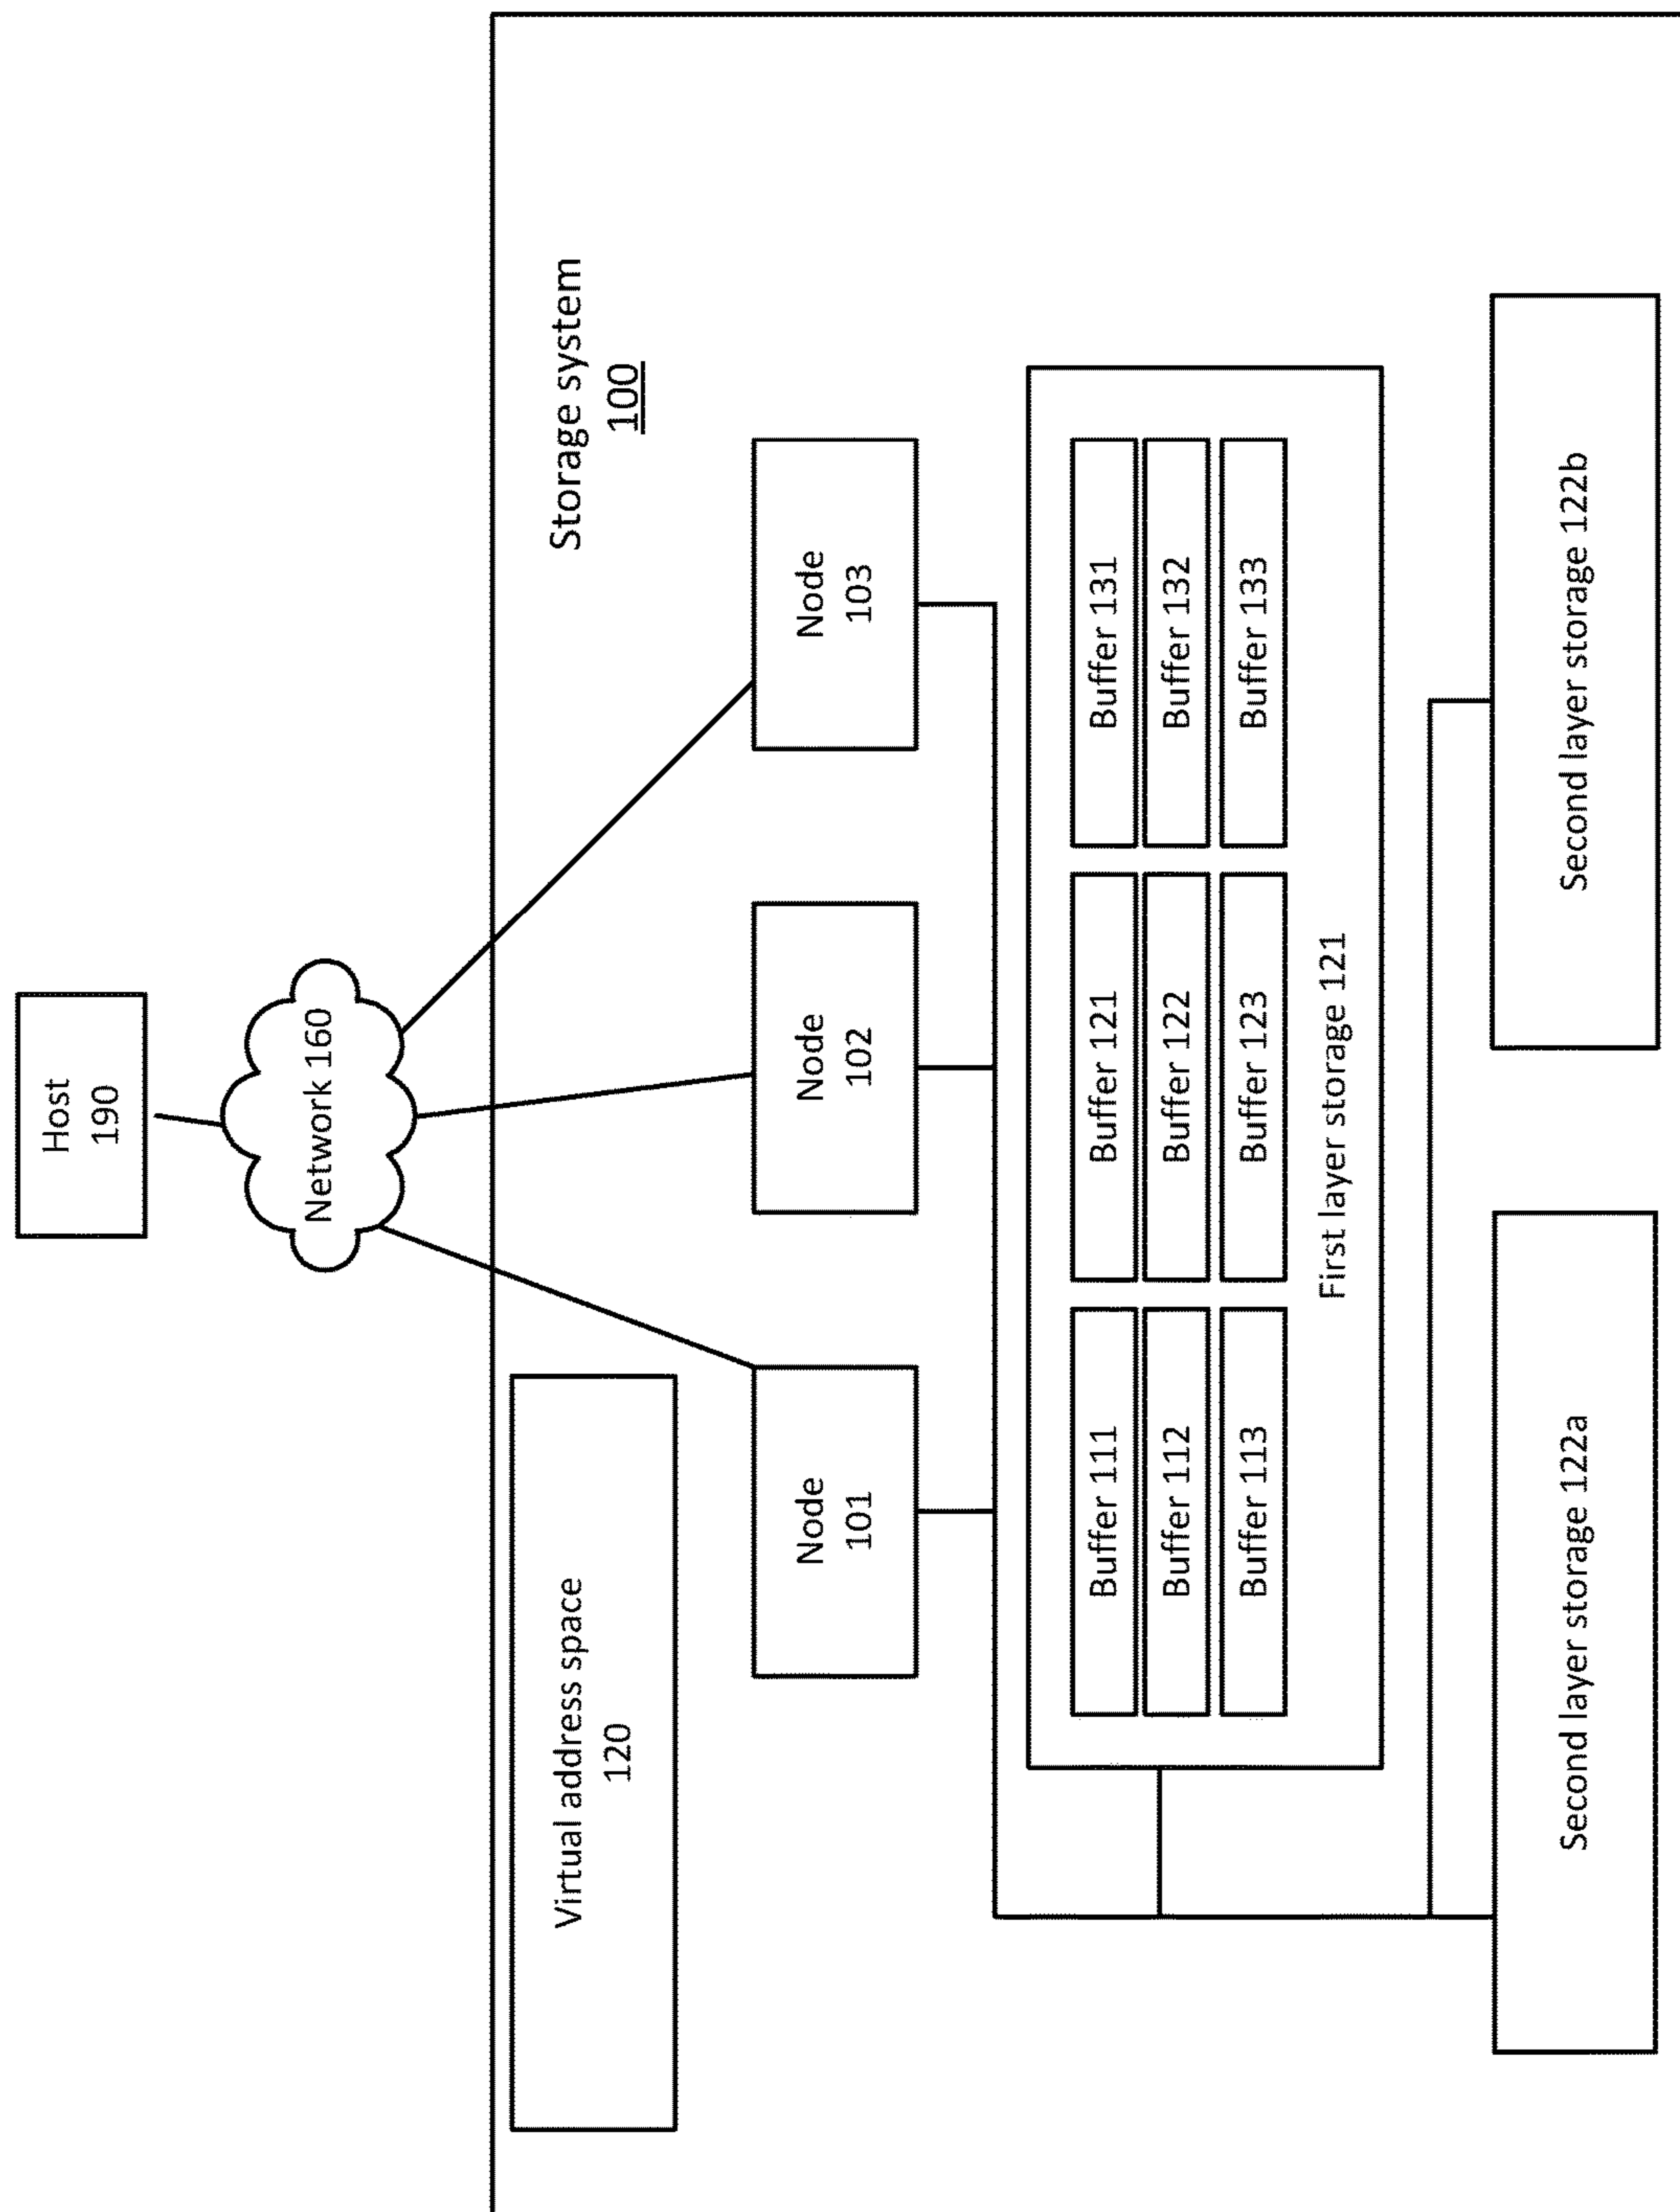 Host
190
Network 160
Storage system
100
Virtual address space
120
Node
101
Node
102
Node
103
Buffer 111
Buffer 121
Buffer 131
Buffer 112
Buffer 122
Buffer 132
Buffer 113
Buffer 123
Buffer 133
First layer storage 121
Second layer storage 122a
Second layer storage 122b